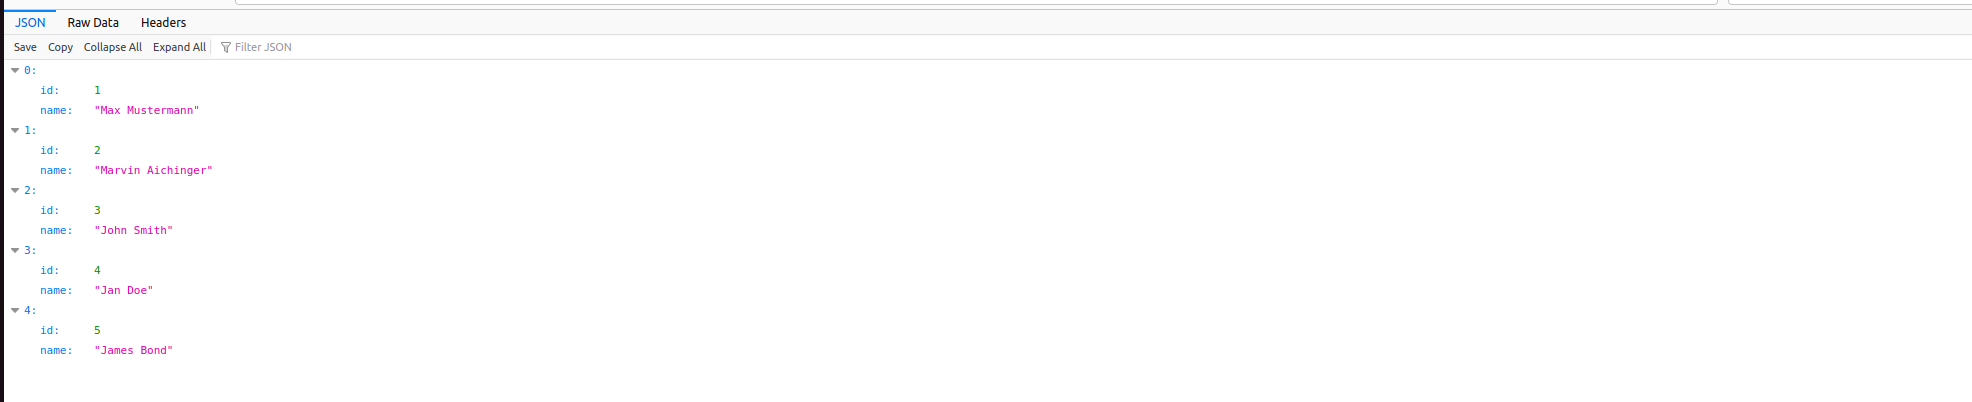 JSON Raw Data Headers
Save Copy Collapse All Expand All Filter JSON
0:
id: 1
name: "Max Mustermann"
1:
id: 2
name: "Marvin Aichinger"
2:
id: 3
name: "John Smith"
3:
id: 4
name: "Jan Doe"
4:
id: 5
name: "James Bond"